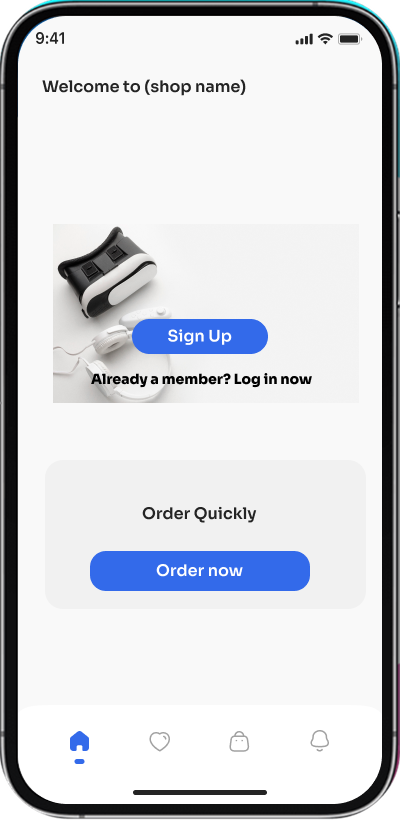 9:41
Welcome to (shop name)
Sign Up
Already a member? Log in now
Order Quickly
Order now